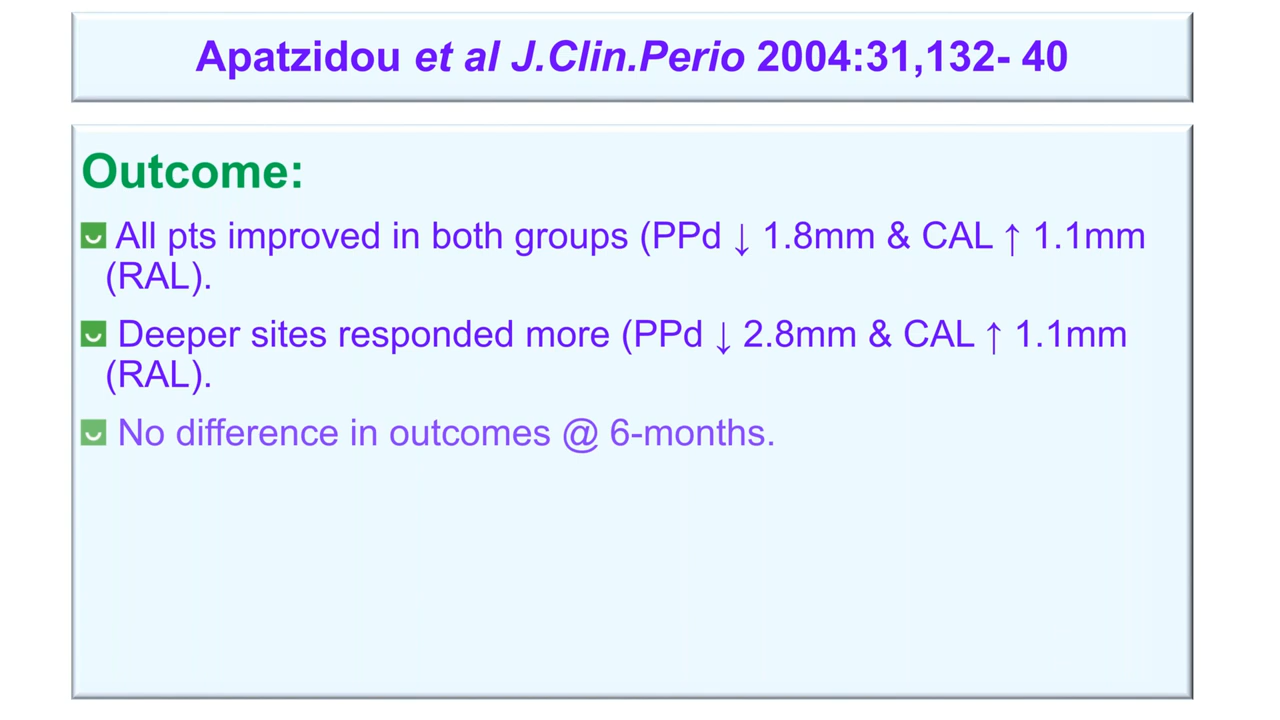 Apatzidou et al J.Clin.Perio 2004:31,132- 40
Outcome:
All pts improved in both groups (PPd ↓ 1.8mm & CAL ↑ 1.1mm
(RAL).
Deeper sites responded more (PPd ↓ 2.8mm & CAL ↑ 1.1mm
(RAL).
No difference in outcomes @ 6-months.